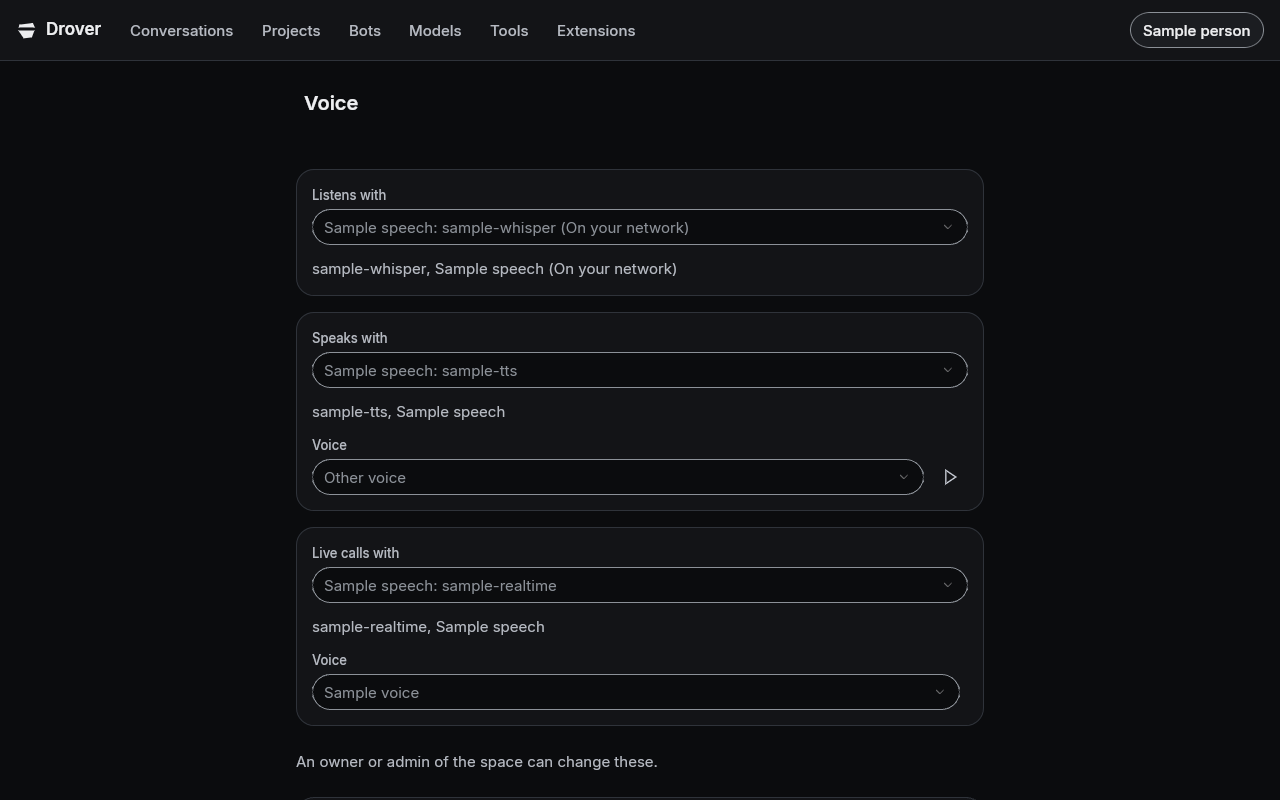 Drover
Conversations
Projects
Bots
Models
Tools
Extensions
Sample person
Voice
Listens with
Sample speech: sample-whisper (On your network)
sample-whisper, Sample speech (On your network)
Speaks with
Sample speech: sample-tts
sample-tts, Sample speech
Voice
Other voice
Live calls with
Sample speech: sample-realtime
sample-realtime, Sample speech
Voice
Sample voice
An owner or admin of the space can change these.